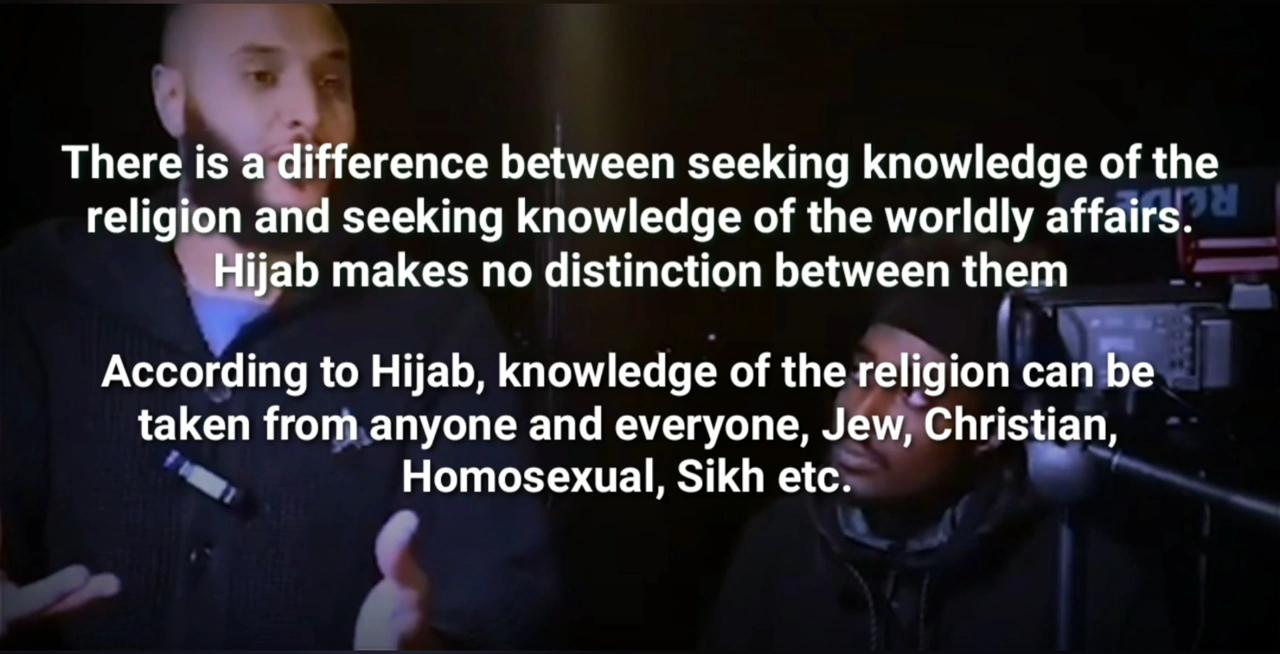 There is a difference between seeking knowledge of the
religion and seeking knowledge of the worldly affairs.
Hijab makes no distinction between them
According to Hijab, knowledge of the religion can be
taken from anyone and everyone, Jew, Christian,
Homosexual, Sikh etc.
RØDE